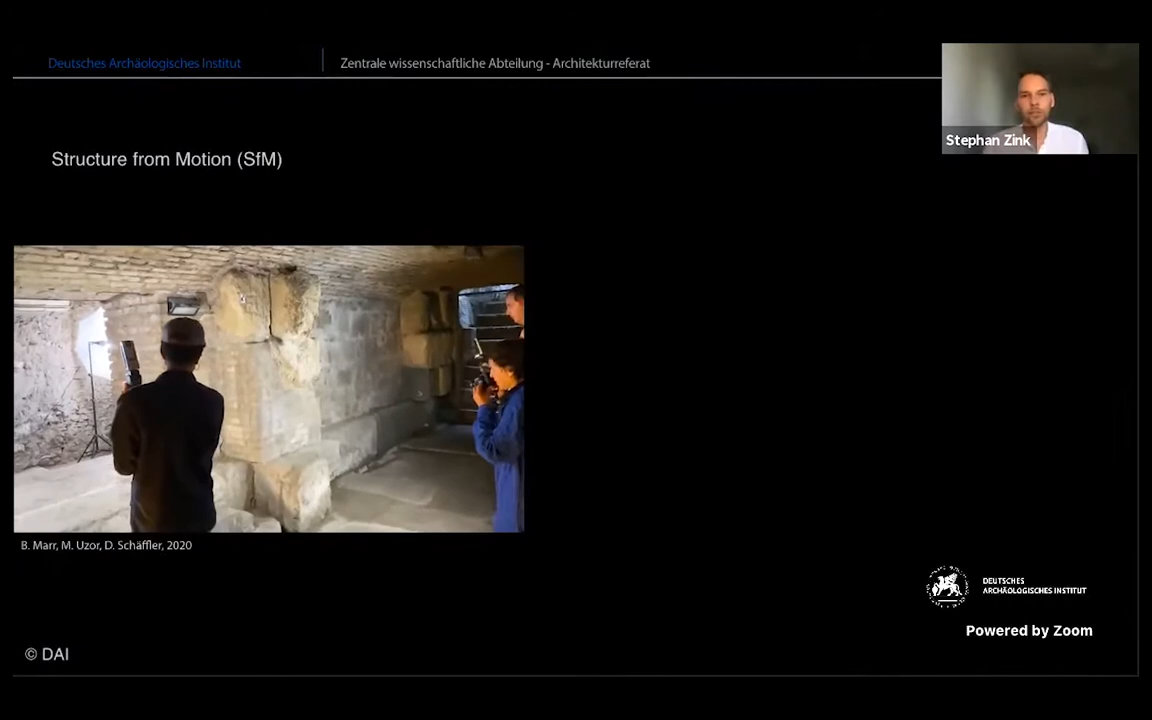 Deutsches Archäologisches Institut
Zentrale wissenschaftliche Abteilung - Architekturreferat
Stephan Zink
Structure from Motion (SfM)
B. Marr, M. Uzor, D. Schäffler, 2020
DEUTSCHES
ARCHÄOLOGISCHES INSTITUT
Powered by Zoom
© DAI